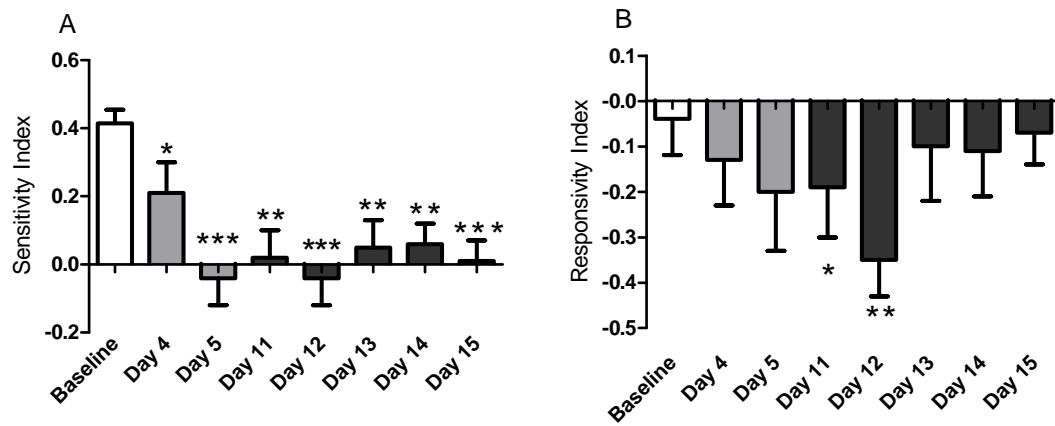 A
Sensitivity Index
0.6
0.4
0.2
0.0
-0.2
*
***
**
***
**
**
***
Baseline
Day 4
Day 5
Day 11
Day 12
Day 13
Day 14
Day 15
B
Responsivity Index
0.1
-0.0
-0.1
-0.2
-0.3
-0.4
-0.5
*
**
Baseline
Day 4
Day 5
Day 11
Day 12
Day 13
Day 14
Day 15